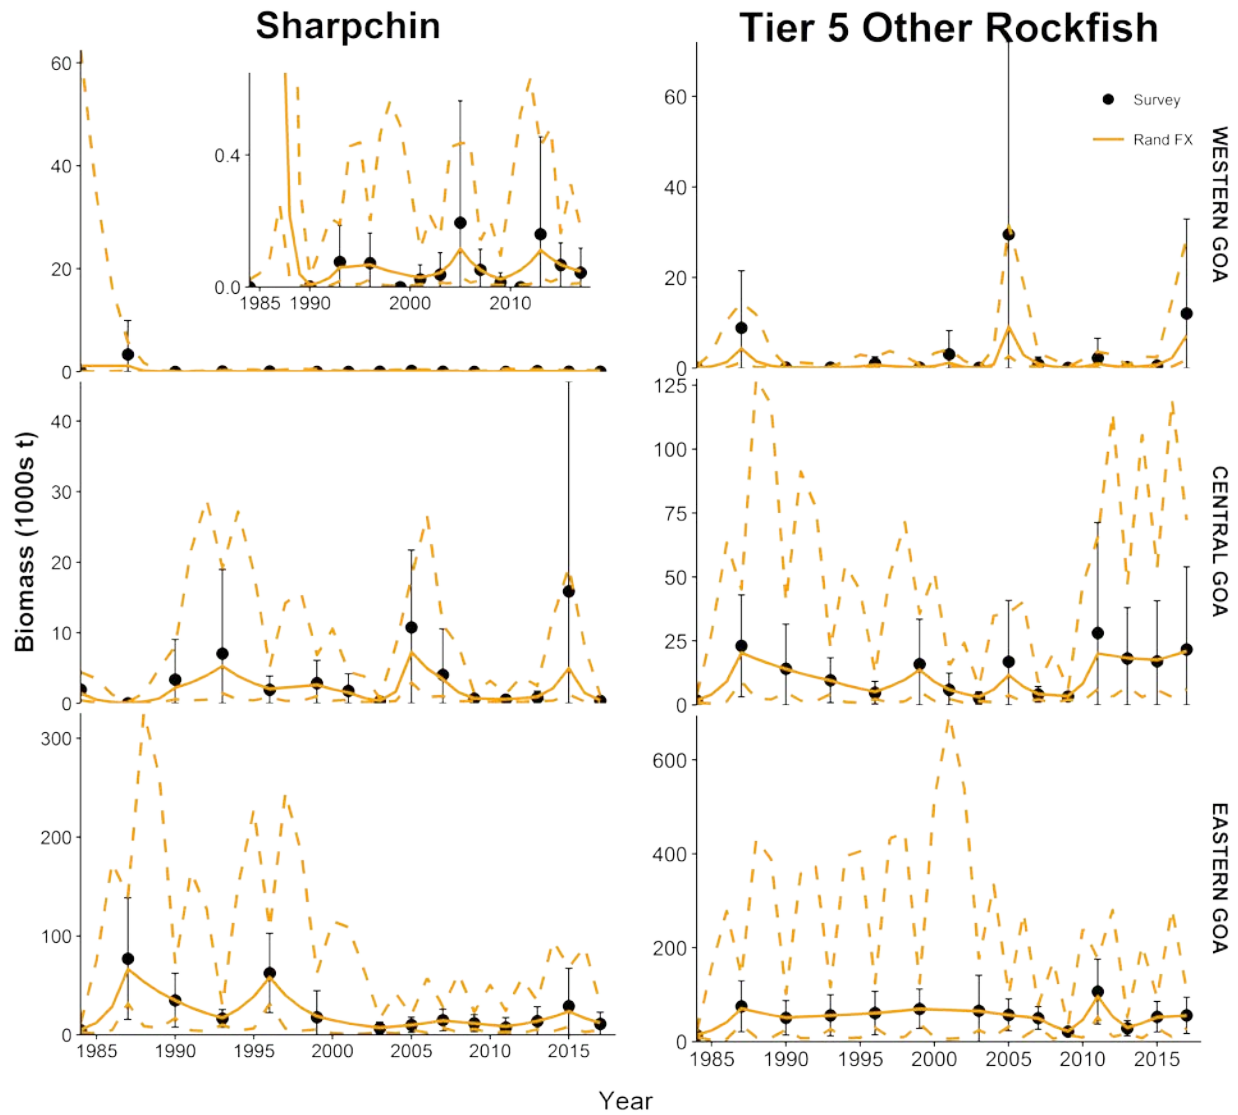 Sharpchin
Tier 5 Other Rockfish
60
40
20
0
0.4
0.0
1985 1990 2000 2010
60
40
20
0
Survey
Rand FX
WESTERN GOA
Biomass (1000s t)
40
30
20
10
0
125
100
75
50
25
0
CENTRAL GOA
300
200
100
0
1985 1990 1995 2000 2005 2010 2015
600
400
200
0
1985 1990 1995 2000 2005 2010 2015
EASTERN GOA
Year